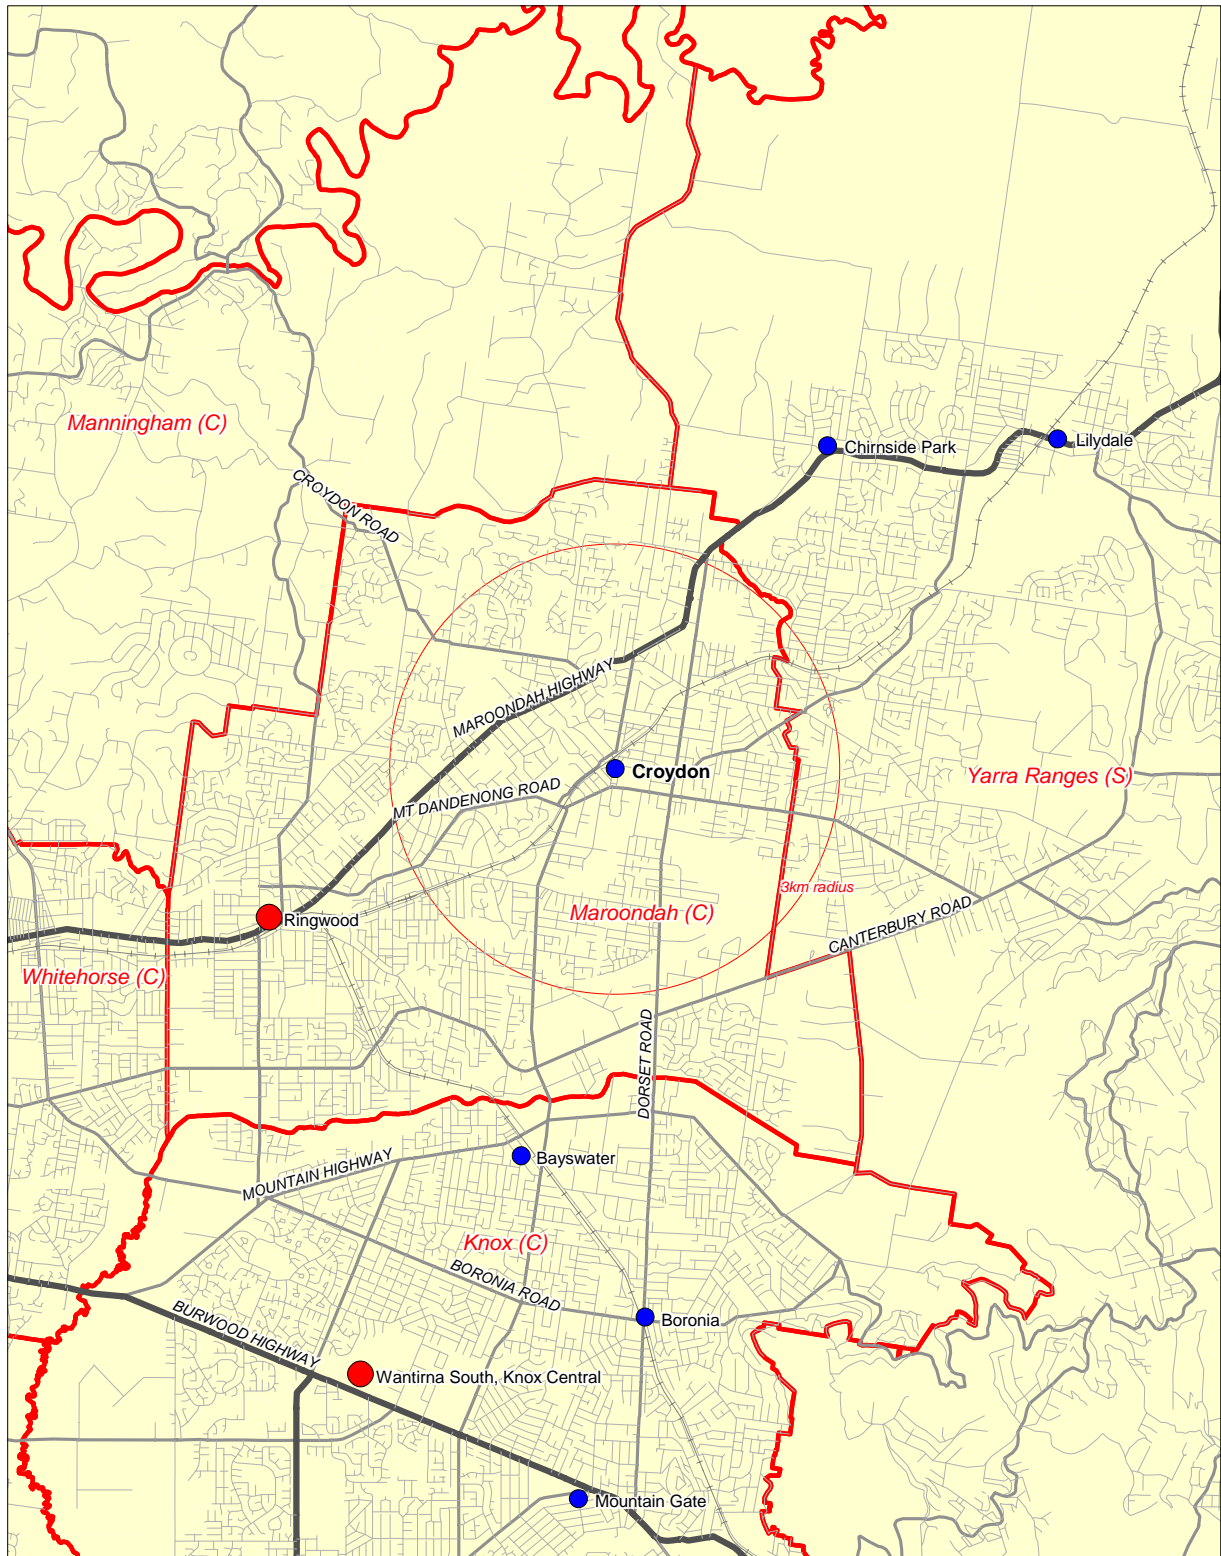 Manningham (C)
Chirnside Park
Lilydale
CROYDON ROAD
MAROONDAH HIGHWAY
Croydon
Yarra Ranges (S)
MT DANDENONG ROAD
3km radius
Maroondah (C)
Ringwood
CANTERBURY ROAD
Whitehorse (C)
DORSET ROAD
Bayswater
MOUNTAIN HIGHWAY
Knox (C)
BORONIA ROAD
Boronia
BURWOOD HIGHWAY
Wantirna South, Knox Central
Mountain Gate